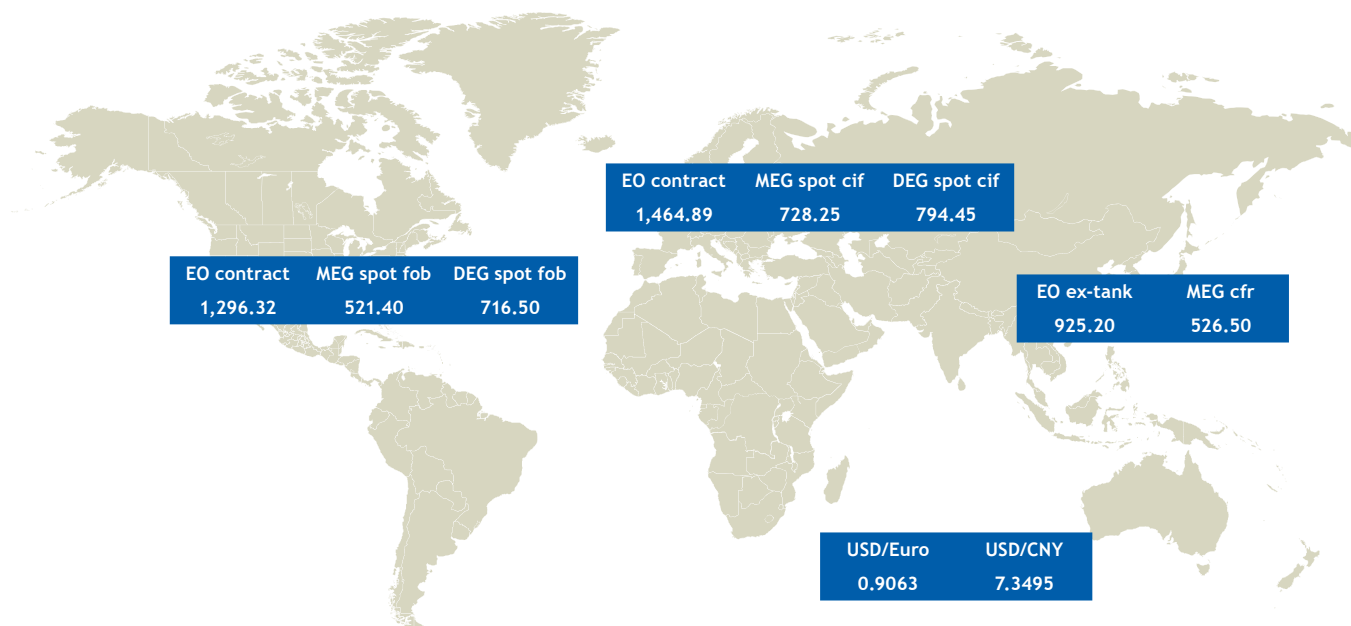 EO contract MEG spot cif DEG spot cif
1,464.89 728.25 794.45
EO contract MEG spot fob DEG spot fob
1,296.32 521.40 716.50
EO ex-tank MEG cfr
925.20 526.50
USD/Euro USD/CNY
0.9063 7.3495